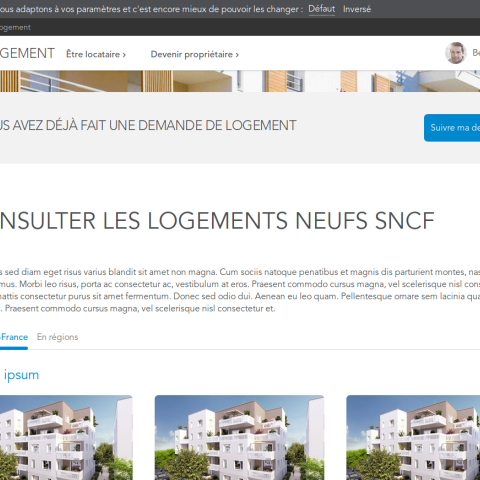 ous adaptons à vos paramètres et c'est encore mieux de pouvoir les changer : Défaut Inversé
ogement
GEMENT Être locataire > Devenir propriétaire > Be
US AVEZ DÉJÀ FAIT UNE DEMANDE DE LOGEMENT
Suivre ma de
NSULTER LES LOGEMENTS NEUFS SNCF
s sed diam eget risus varius blandit sit amet non magna. Cum sociis natoque penatibus et magnis dis parturient montes, nas
mus. Morbi leo risus, porta ac consectetur ac, vestibulum at eros. Praesent commodo cursus magna, vel scelerisque nisl cons
nattis consectetur purus sit amet fermentum. Donec sed odio dui. Aenean eu leo quam. Pellentesque ornare sem lacinia qua
. Praesent commodo cursus magna, vel scelerisque nisl consectetur et.
France En régions
ipsum